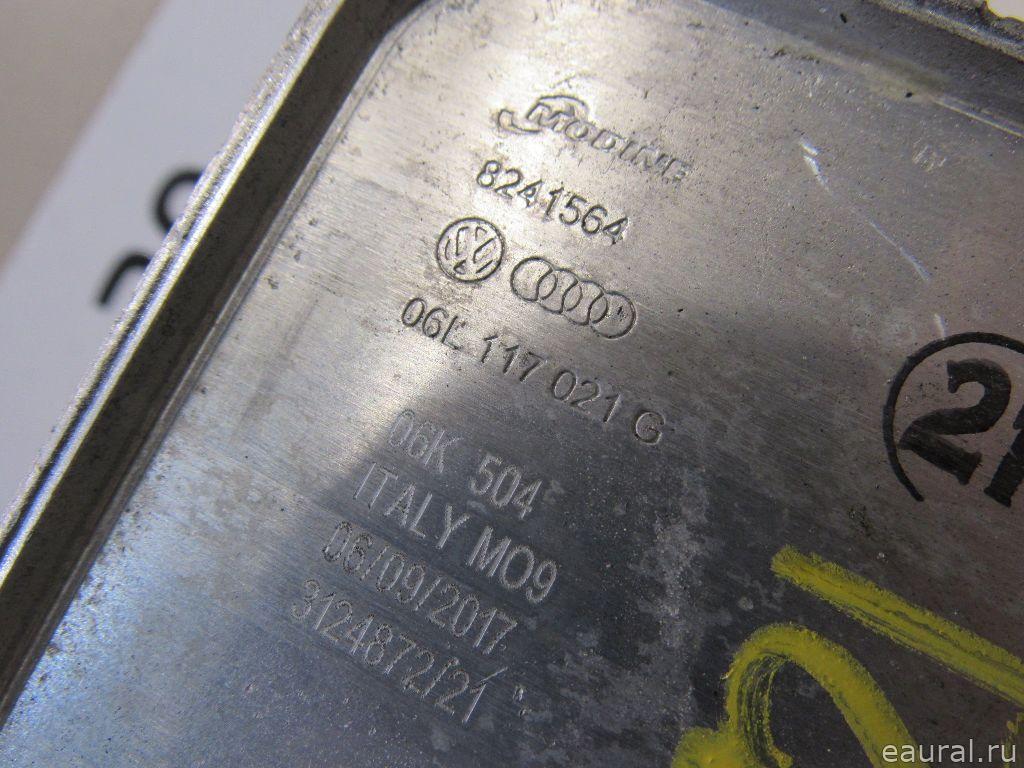 MODINE
8241564
06L 117 021 G
06K 504
ITALY MO9
06/09/2017
3124872/21
eaural.ru